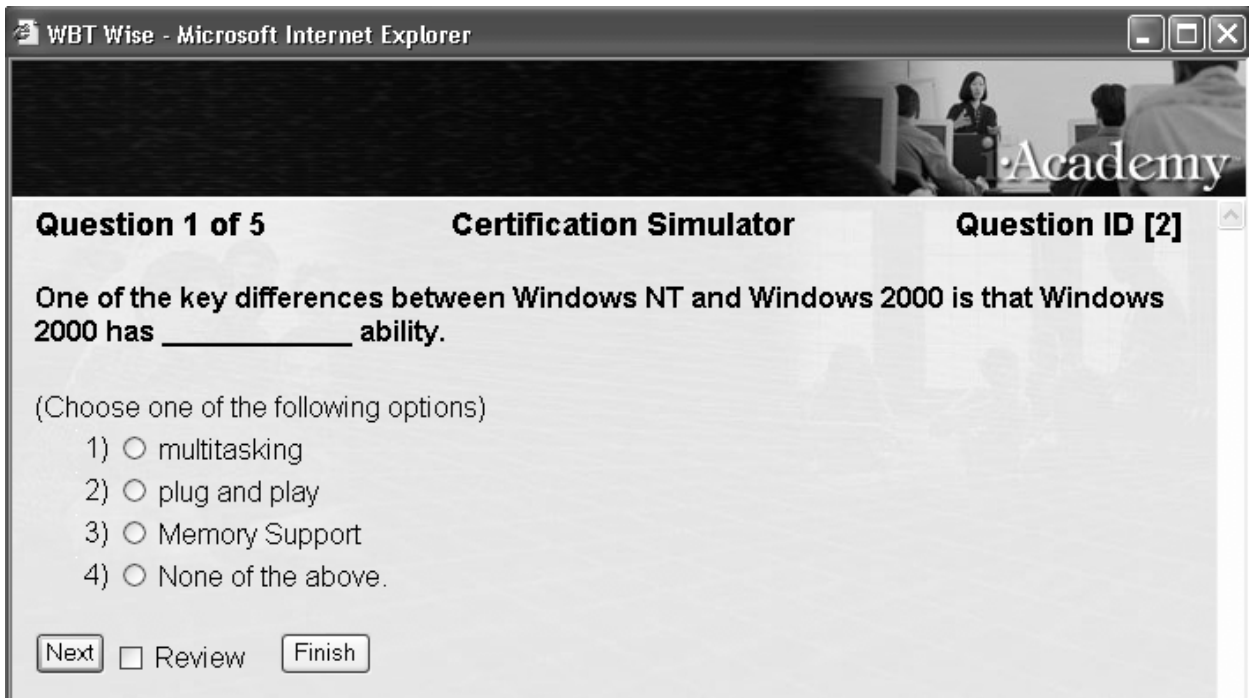 WBT Wise - Microsoft Internet Explorer
i•Academy
Question 1 of 5 Certification Simulator Question ID [2]
One of the key differences between Windows NT and Windows 2000 is that Windows
2000 has ____________ ability.
(Choose one of the following options)
1) multitasking
2) plug and play
3) Memory Support
4) None of the above.
Next Review Finish